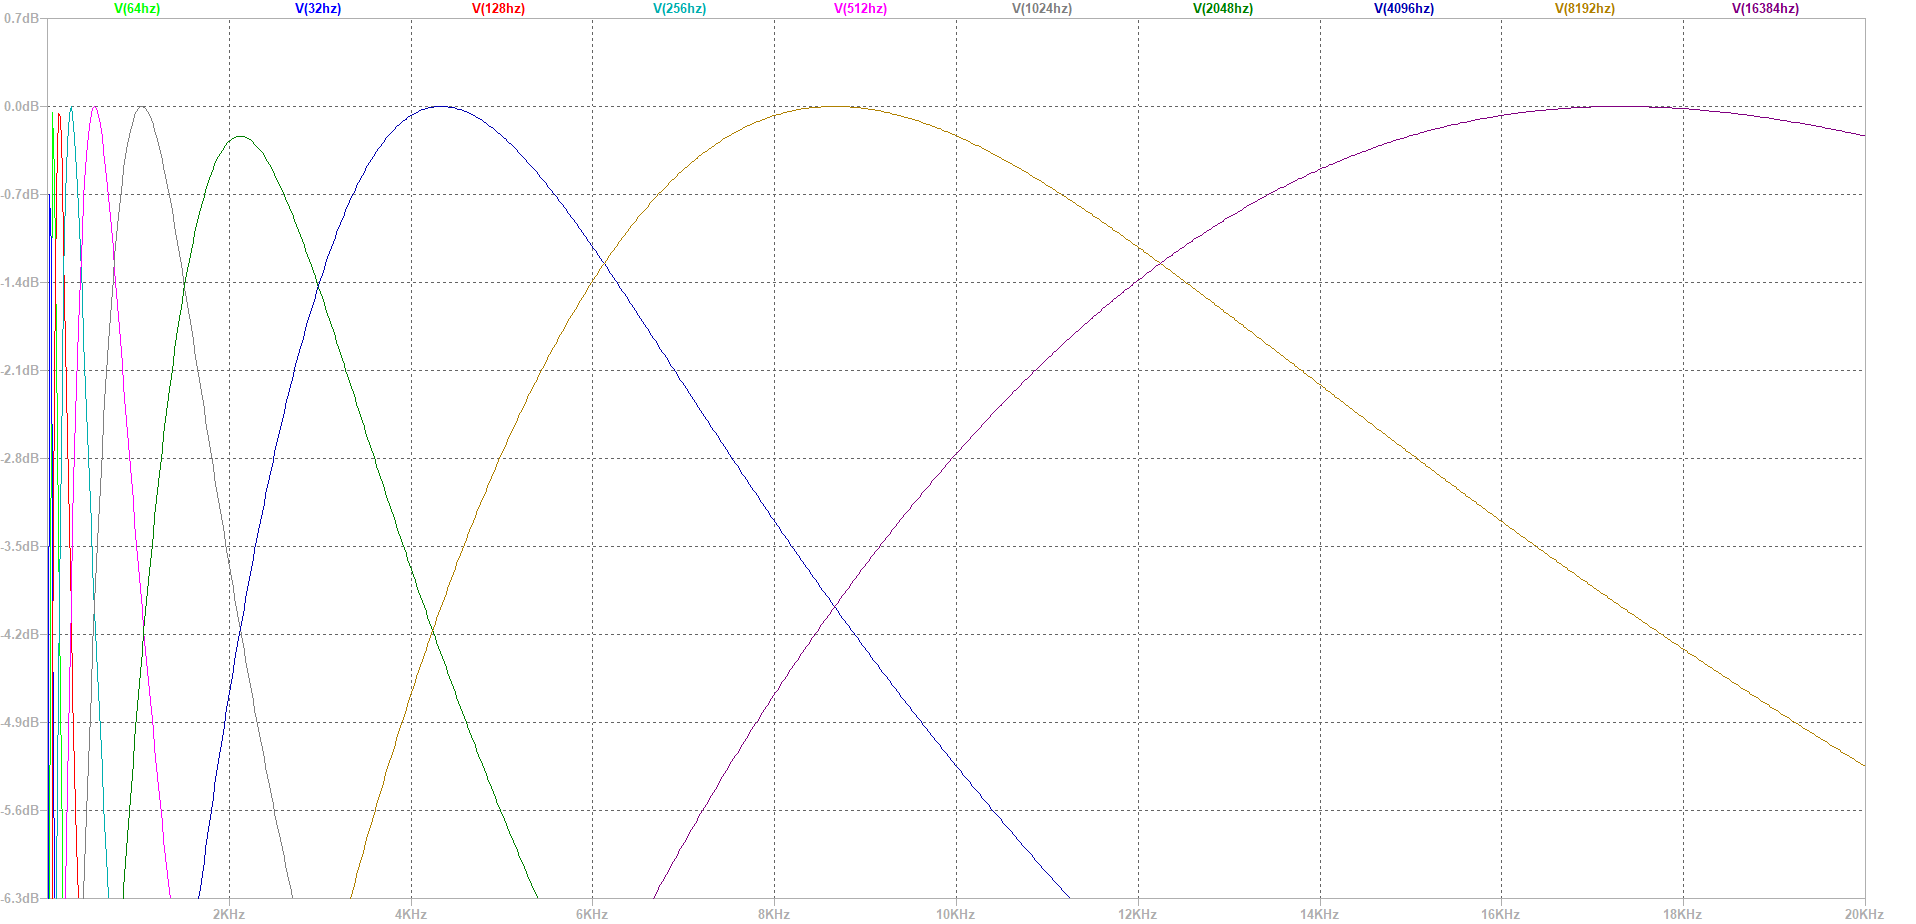 V(64hz) V(32hz) V(128hz) V(256hz) V(512hz) V(1024hz) V(2048hz) V(4096hz) V(8192hz) V(16384hz)
0.7dB
0.0dB
-0.7dB
-1.4dB
-2.1dB
-2.8dB
-3.5dB
-4.2dB
-4.9dB
-5.6dB
-6.3dB
2KHz 4KHz 6KHz 8KHz 10KHz 12KHz 14KHz 16KHz 18KHz 20KHz